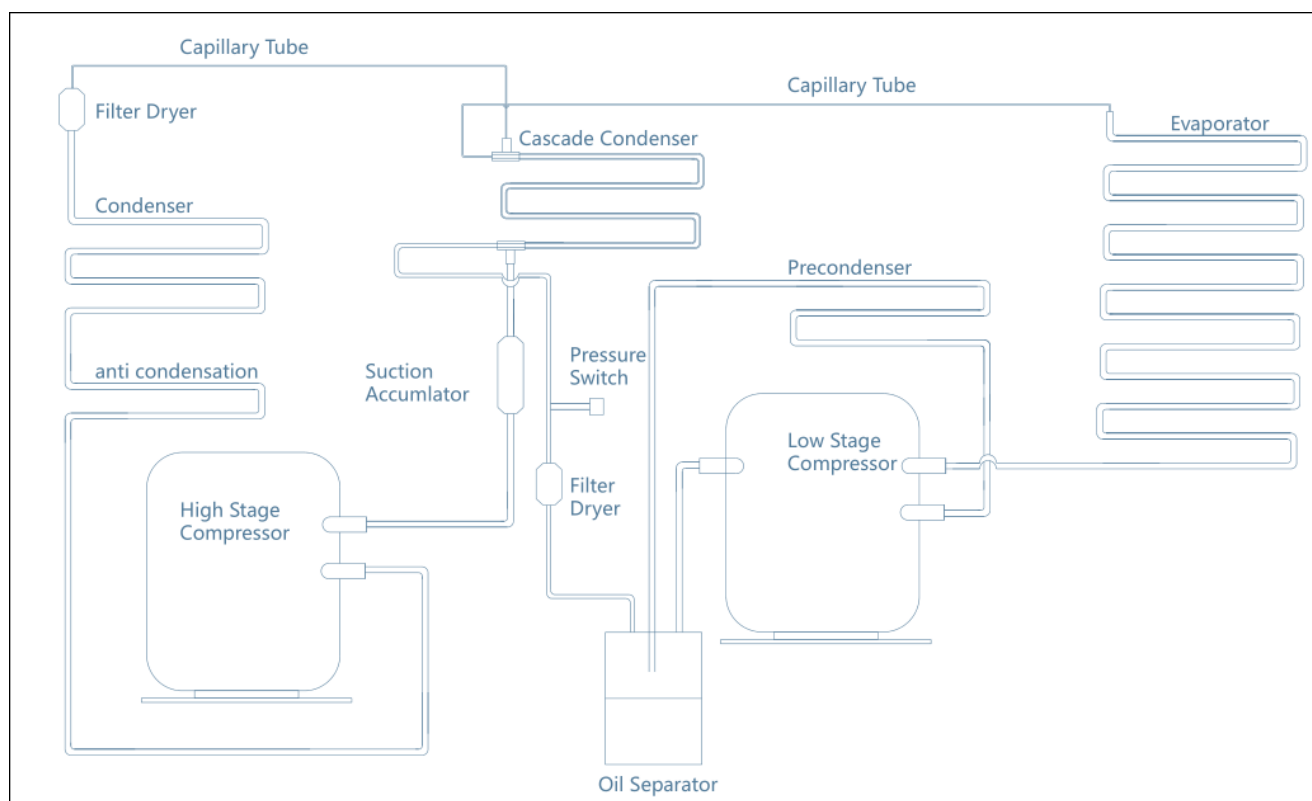 Capillary Tube
Capillary Tube
Filter Dryer
Evaporator
Cascade Condenser
Condenser
Precondenser
Pressure
Switch
anti condensation
Suction
Accumlator
Low Stage
Compressor
Filter
Dryer
High Stage
Compressor
Oil Separator